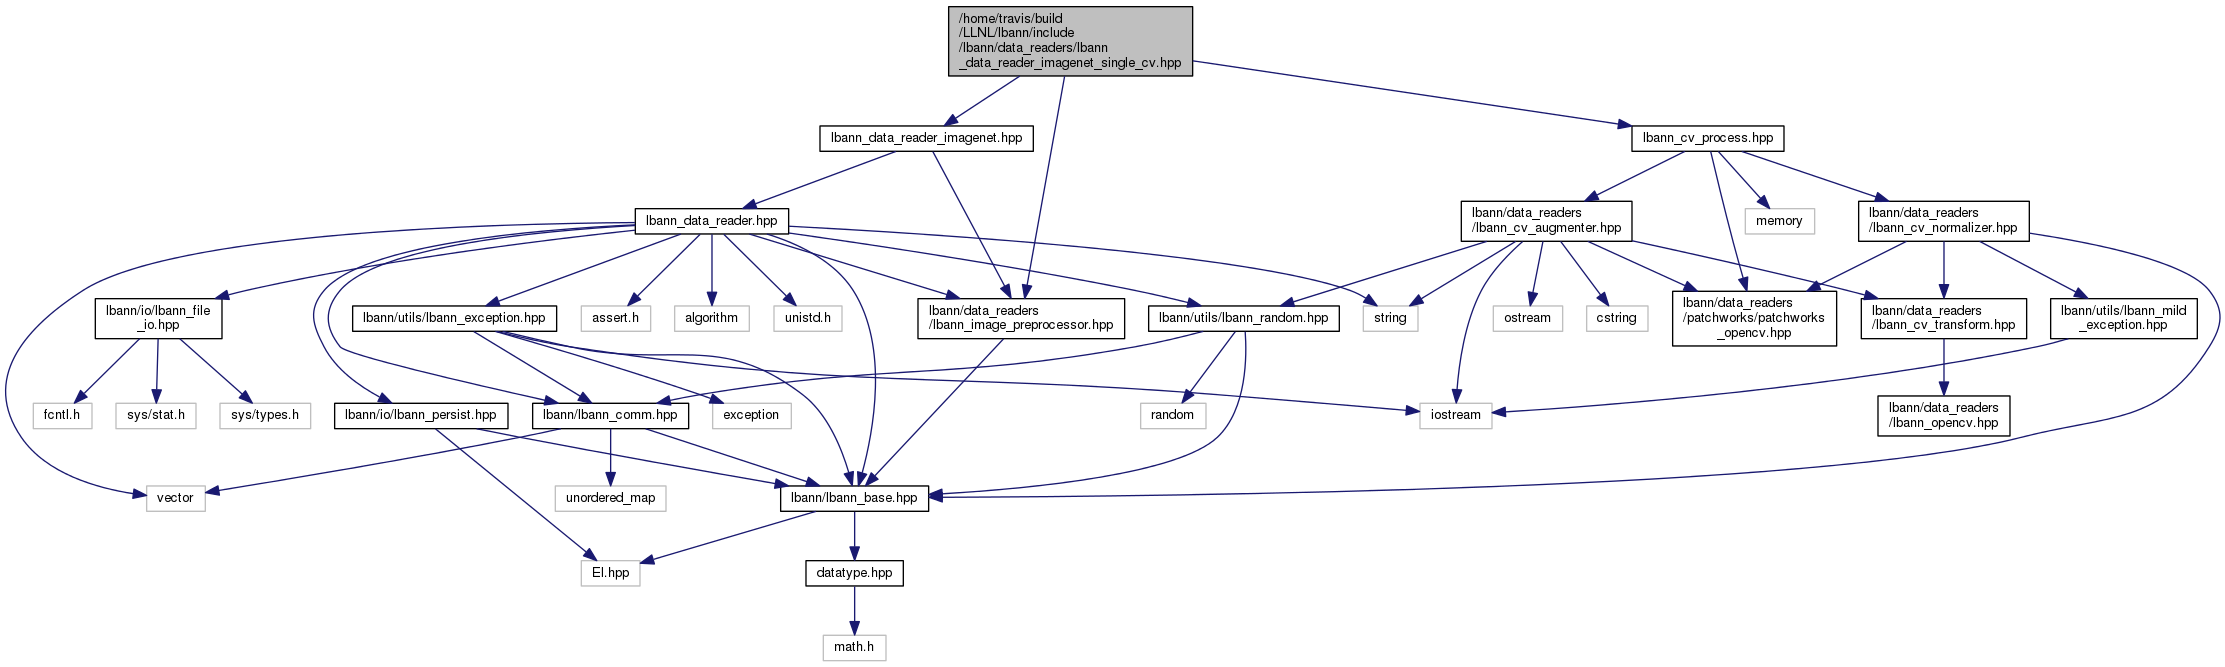 /home/travis/build
/LLNL/lbann/include
/lbann/data_readers/lbann
_data_reader_imagenet_single_cv.hpp
lbann_data_reader_imagenet.hpp
lbann_cv_process.hpp
lbann_data_reader.hpp
lbann/data_readers
/lbann_cv_augmenter.hpp
memory
lbann/data_readers
/lbann_cv_normalizer.hpp
lbann/io/lbann_file
_io.hpp
lbann/utils/lbann_exception.hpp
assert.h
algorithm
unistd.h
lbann/data_readers
/lbann_image_preprocessor.hpp
lbann/utils/lbann_random.hpp
string
ostream
cstring
lbann/data_readers
/patchworks/patchworks
_opencv.hpp
lbann/data_readers
/lbann_cv_transform.hpp
lbann/utils/lbann_mild
_exception.hpp
fcntl.h
sys/stat.h
sys/types.h
lbann/io/lbann_persist.hpp
lbann/lbann_comm.hpp
exception
random
iostream
lbann/data_readers
/lbann_opencv.hpp
vector
unordered_map
lbann/lbann_base.hpp
El.hpp
datatype.hpp
math.h